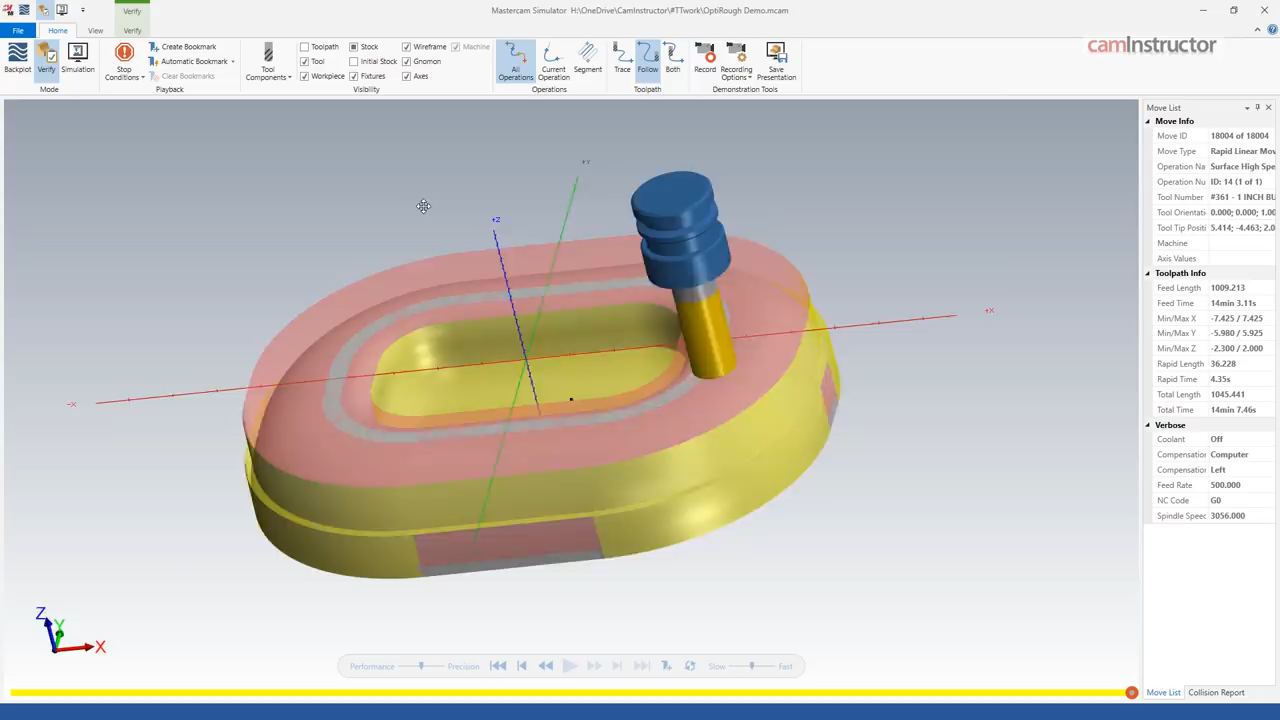 Verify
Mastercam Simulator H:\OneDrive\CamInstructor\#TTwork\OptiRough Demo.mcam
File Home View Verify
camInstructor
Backplot Verify Simulation
Mode
Stop Conditions
Create Bookmark
Automatic Bookmark
Clear Bookmarks
Playback
Tool Components
Toolpath Stock Wireframe Machine
Tool Initial Stock Gnomon
Workpiece Fixtures Axes
Visibility
All Operations Current Operation Segment
Operations
Trace Follow Both
Toolpath
Record Recording Options Save Presentation
Demonstration Tools
Move List
Move Info
Move ID 18004 of 18004
Move Type Rapid Linear Mov
Operation Na Surface High Spe
Operation Nu ID: 14 (1 of 1)
Tool Number #361 - 1 INCH BU
Tool Orientati 0.000; 0.000; 1.00
Tool Tip Positi 5.414; -4.463; 2.0
Machine
Axis Values
Toolpath Info
Feed Length 1009.213
Feed Time 14min 3.11s
Min/Max X -7.425 / 7.425
Min/Max Y -5.980 / 5.925
Min/Max Z -2.300 / 2.000
Rapid Length 36.228
Rapid Time 4.35s
Total Length 1045.441
Total Time 14min 7.46s
Verbose
Coolant Off
Compensation Computer
Compensation Left
Feed Rate 500.000
NC Code G0
Spindle Speed 3056.000
+Y
+Z
+X
-X
Z
Y
X
Performance Precision Slow Fast
Move List Collision Report